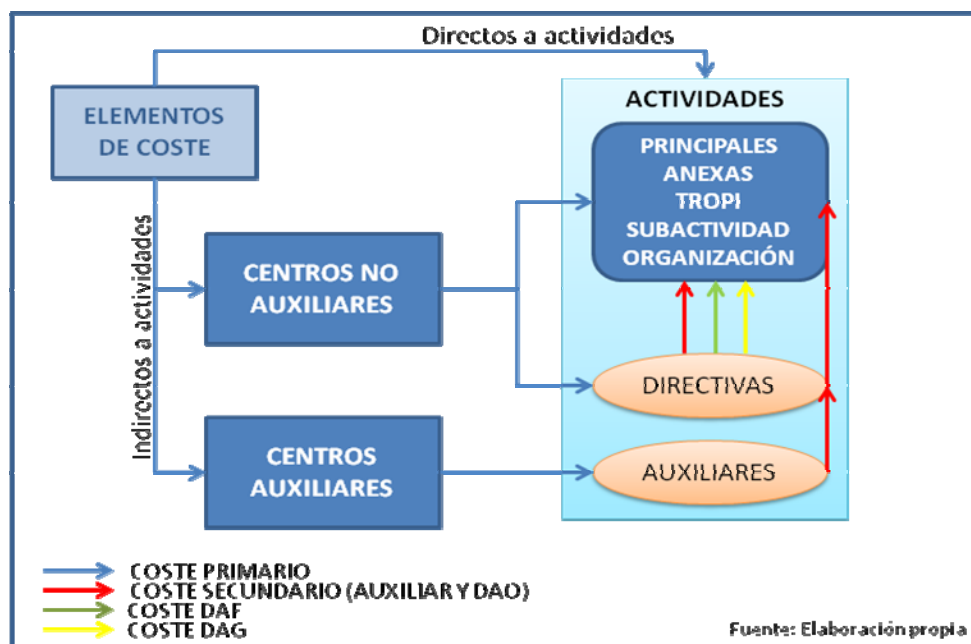 Directos a actividades
ELEMENTOS
DE COSTE
ACTIVIDADES
PRINCIPALES
ANEXAS
TROPI
SUBACTIVIDAD
ORGANIZACIÓN
Indirectos a actividades
CENTROS NO
AUXILIARES
DIRECTIVAS
CENTROS
AUXILIARES
AUXILIARES
COSTE PRIMARIO
COSTE SECUNDARIO (AUXILIAR Y DAO)
COSTE DAF
COSTE DAG
Fuente: Elaboración propia